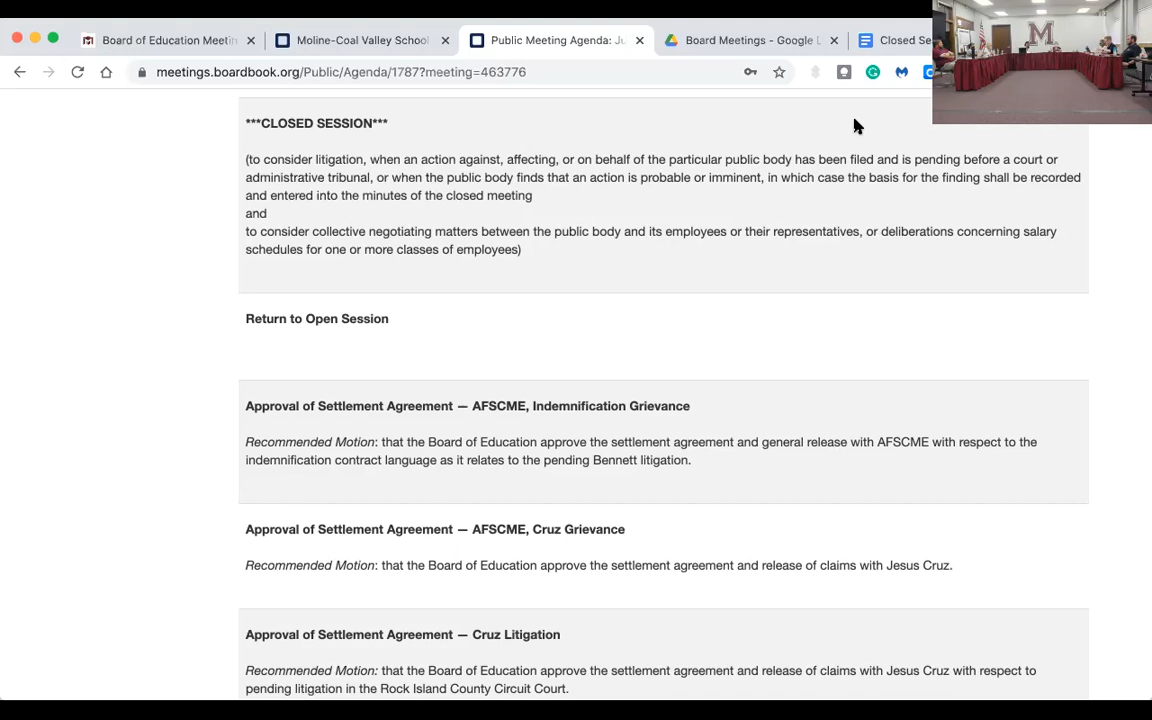 Board of Education Meetin
Moline-Coal Valley School
Public Meeting Agenda: Ju
Board Meetings - Google D
Closed Se
meetings.boardbook.org/Public/Agenda/1787?meeting=463776
M
***CLOSED SESSION***
(to consider litigation, when an action against, affecting, or on behalf of the particular public body has been filed and is pending before a court or
administrative tribunal, or when the public body finds that an action is probable or imminent, in which case the basis for the finding shall be recorded
and entered into the minutes of the closed meeting
and
to consider collective negotiating matters between the public body and its employees or their representatives, or deliberations concerning salary
schedules for one or more classes of employees)
Return to Open Session
Approval of Settlement Agreement — AFSCME, Indemnification Grievance
Recommended Motion: that the Board of Education approve the settlement agreement and general release with AFSCME with respect to the
indemnification contract language as it relates to the pending Bennett litigation.
Approval of Settlement Agreement — AFSCME, Cruz Grievance
Recommended Motion: that the Board of Education approve the settlement agreement and release of claims with Jesus Cruz.
Approval of Settlement Agreement — Cruz Litigation
Recommended Motion: that the Board of Education approve the settlement agreement and release of claims with Jesus Cruz with respect to
pending litigation in the Rock Island County Circuit Court.